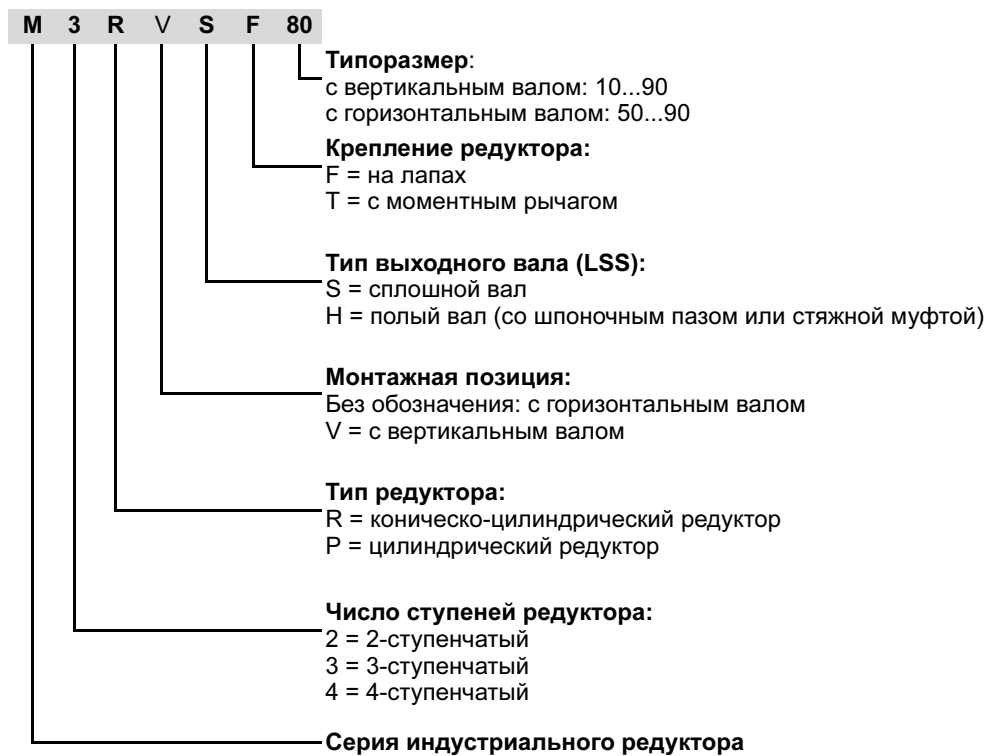 M 3 R V S F 80
Типоразмер:
с вертикальным валом: 10...90
с горизонтальным валом: 50...90
Крепление редуктора:
F = на лапах
T = с моментным рычагом
Тип выходного вала (LSS):
S = сплошной вал
H = полый вал (со шпоночным пазом или стяжной муфтой)
Монтажная позиция:
Без обозначения: с горизонтальным валом
V = с вертикальным валом
Тип редуктора:
R = коническо-цилиндрический редуктор
P = цилиндрический редуктор
Число ступеней редуктора:
2 = 2-ступенчатый
3 = 3-ступенчатый
4 = 4-ступенчатый
Серия индустриального редуктора